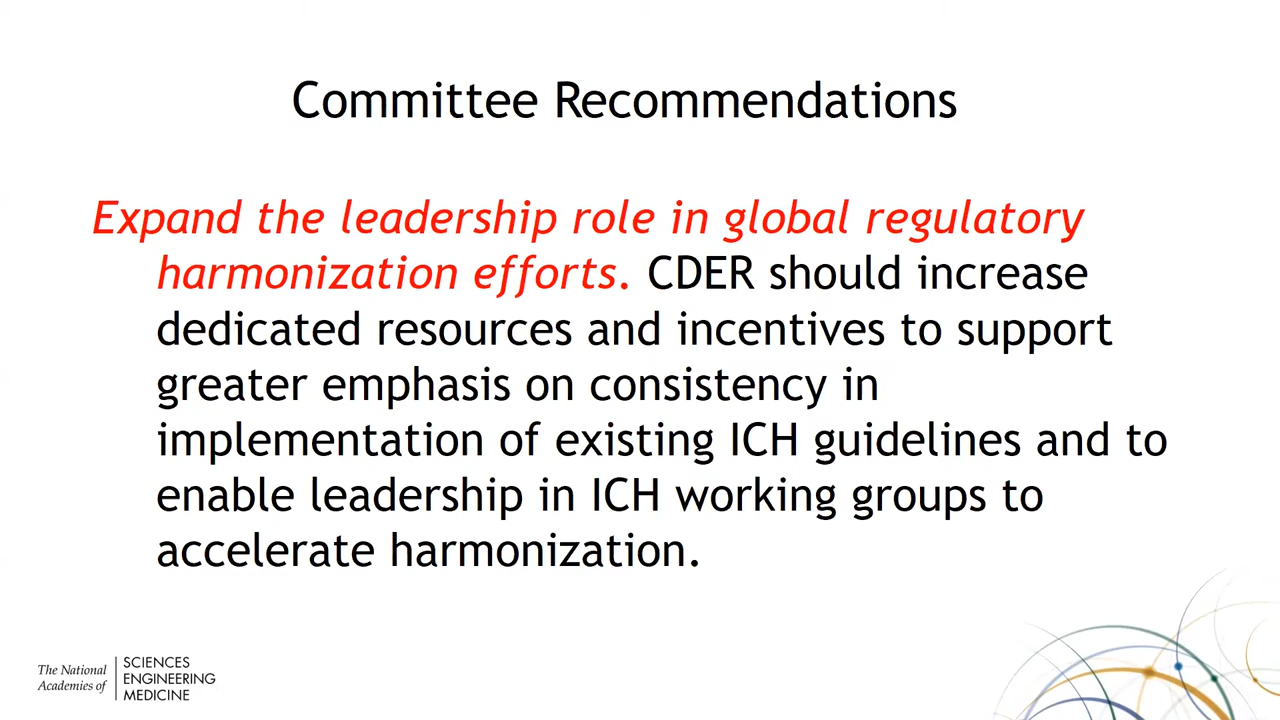 Committee Recommendations
Expand the leadership role in global regulatory
harmonization efforts. CDER should increase
dedicated resources and incentives to support
greater emphasis on consistency in
implementation of existing ICH guidelines and to
enable leadership in ICH working groups to
accelerate harmonization.
The National
Academies of
SCIENCES
ENGINEERING
MEDICINE